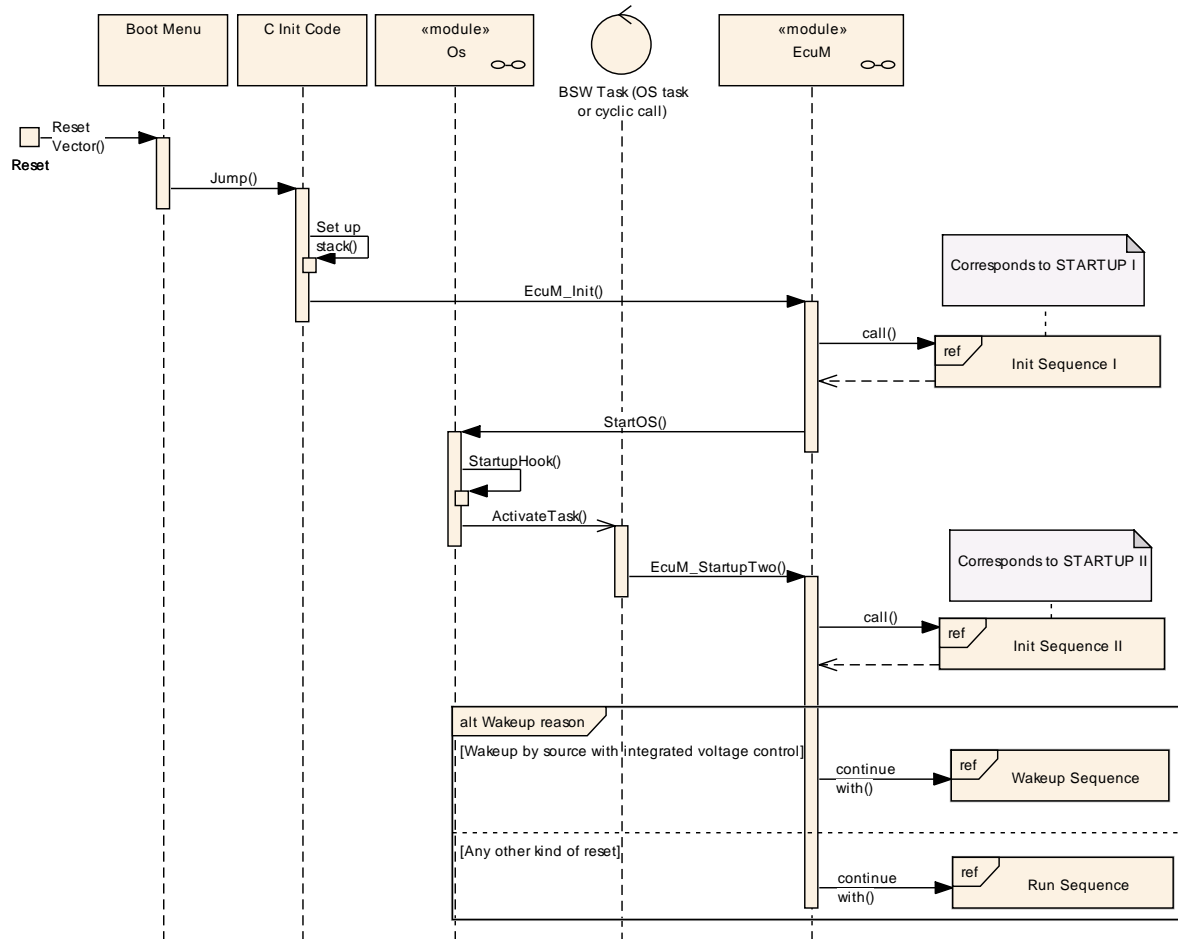 Boot Menu
C Init Code
«module»
Os
«module»
EcuM
BSW Task (OS task
or cyclic call)
Reset
Vector()
Reset
Jump()
Set up
stack()
EcuM_Init()
Corresponds to STARTUP I
call()
ref
Init Sequence I
StartOS()
StartupHook()
ActivateTask()
EcuM_StartupTwo()
Corresponds to STARTUP II
call()
ref
Init Sequence II
alt Wakeup reason
[Wakeup by source with integrated voltage control]
continue
with()
ref
Wakeup Sequence
[Any other kind of reset]
continue
with()
ref
Run Sequence